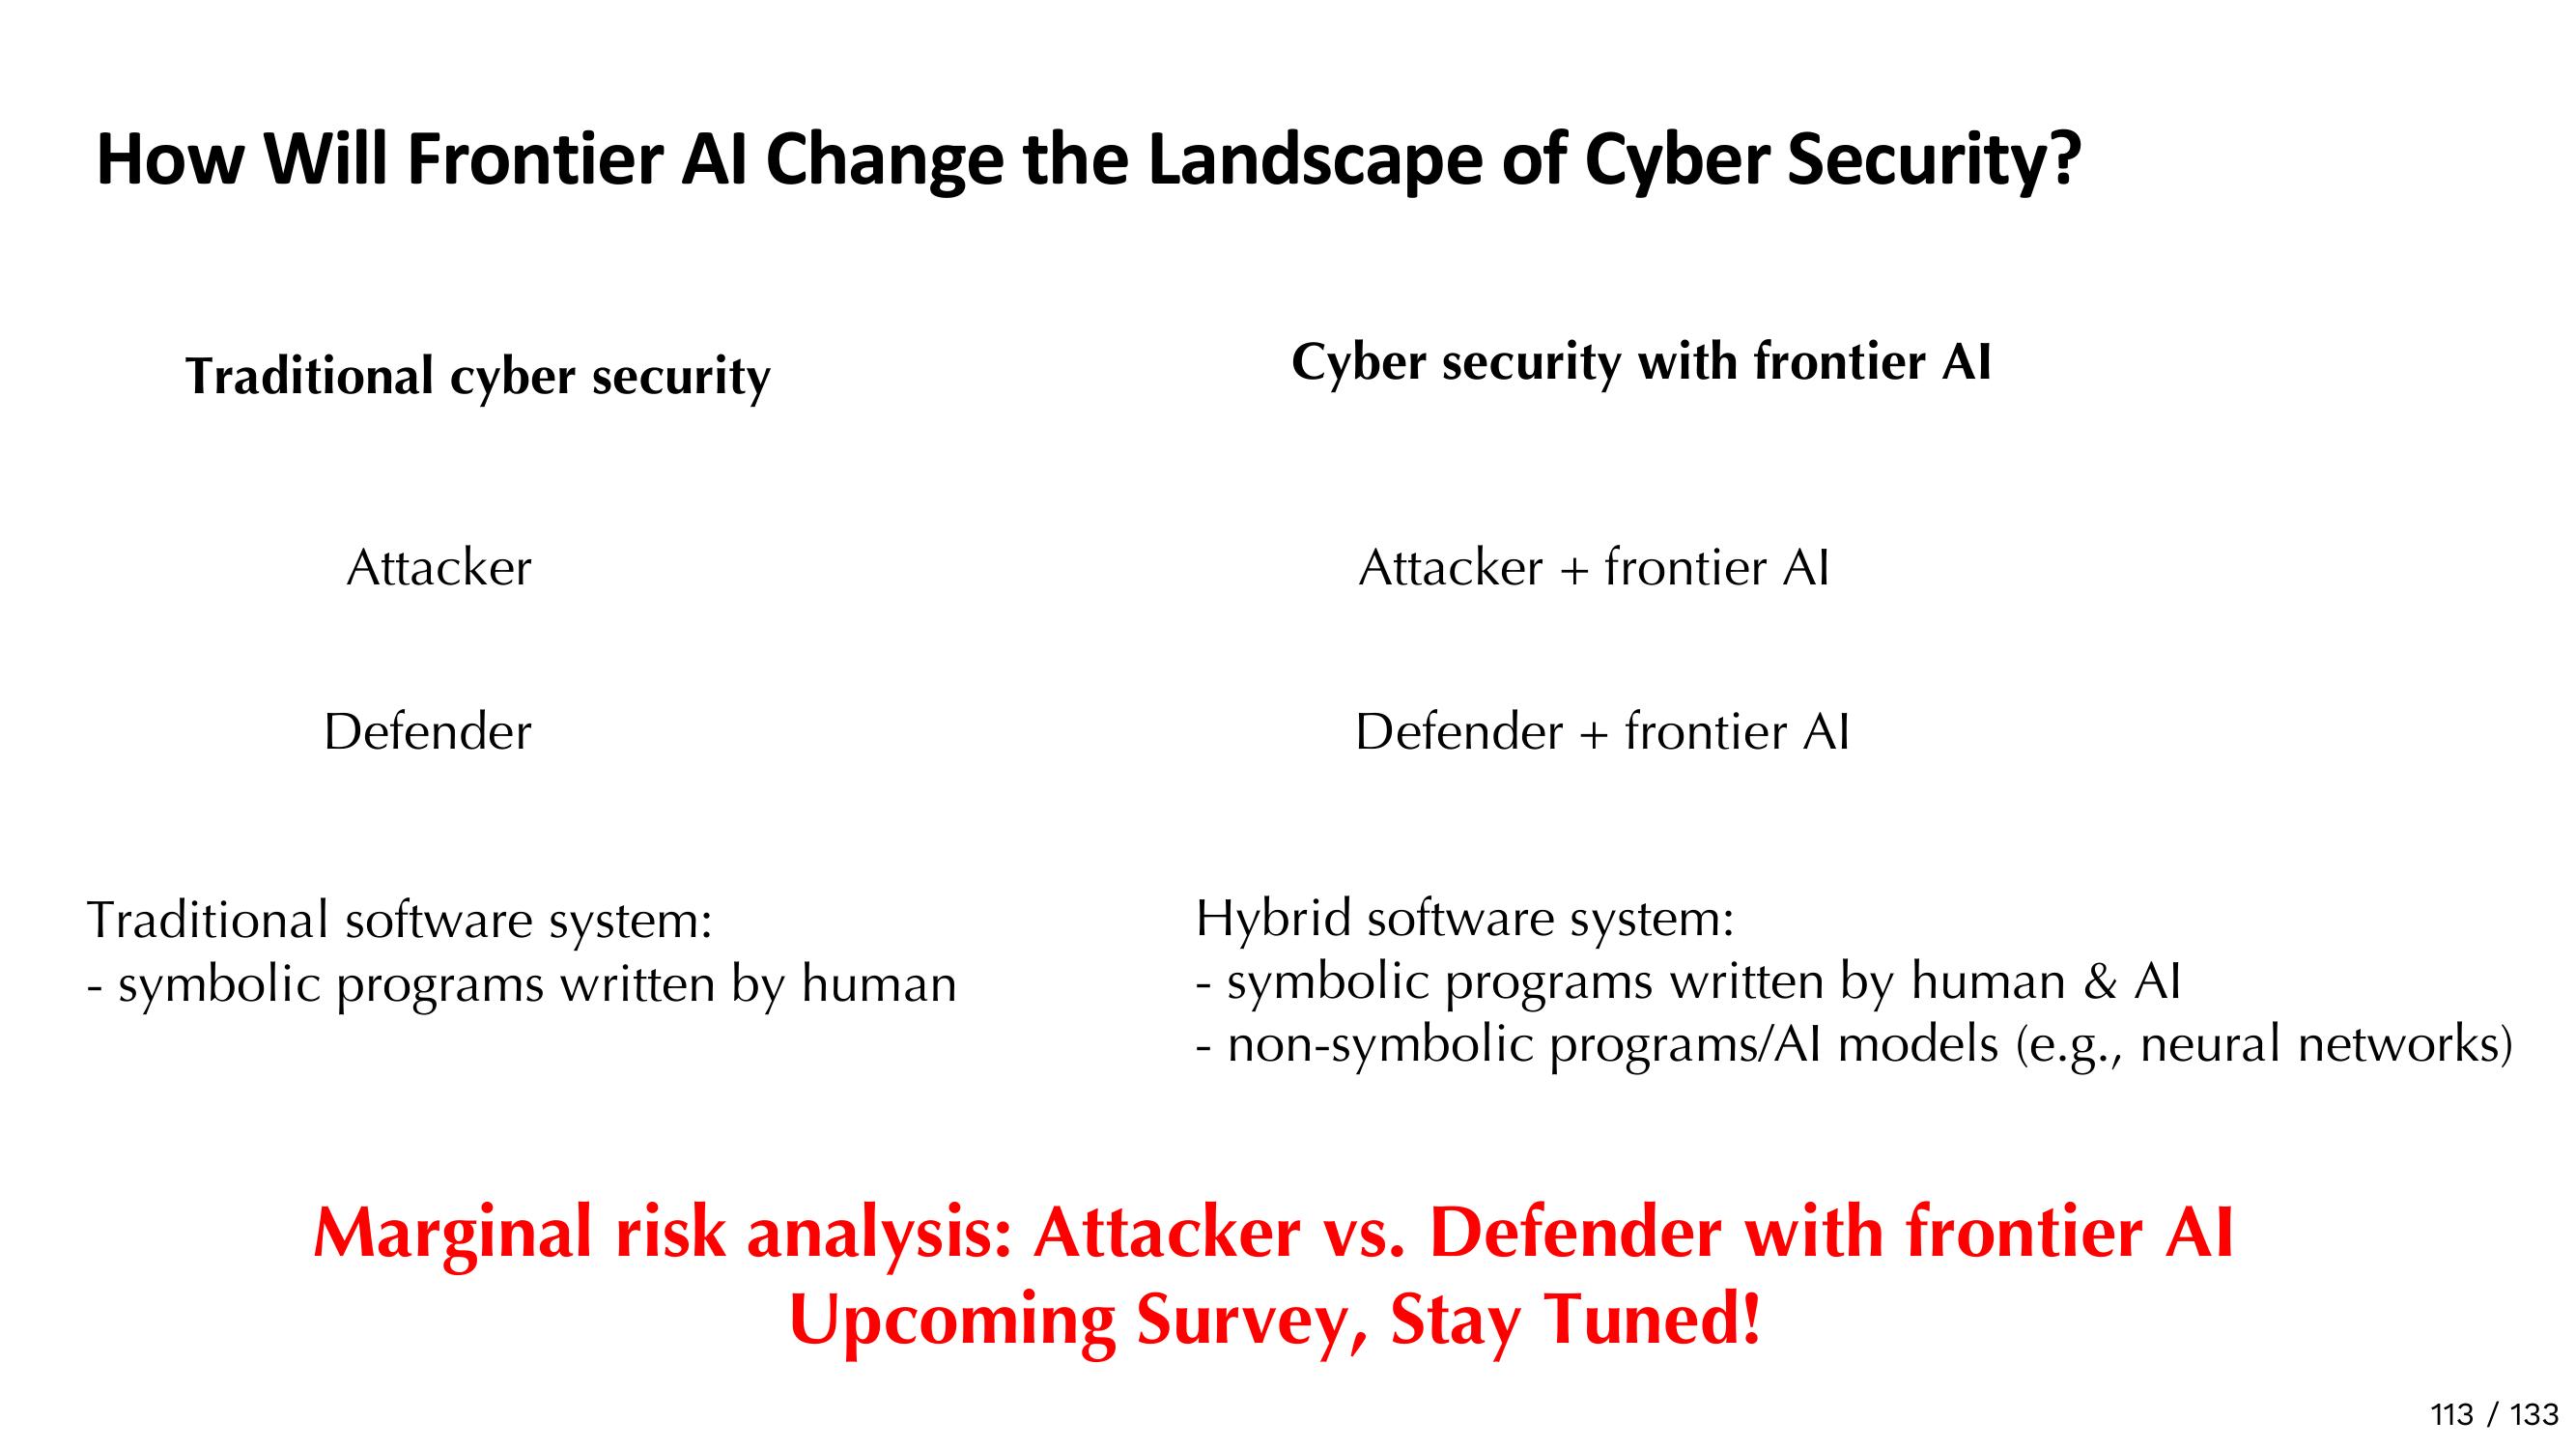 How Will Frontier AI Change the Landscape of Cyber Security?
Traditional cyber security
Cyber security with frontier AI
Attacker
Attacker + frontier AI
Defender
Defender + frontier AI
Traditional software system:
- symbolic programs written by human
Hybrid software system:
- symbolic programs written by human & AI
- non-symbolic programs/AI models (e.g., neural networks)
Marginal risk analysis: Attacker vs. Defender with frontier AI
Upcoming Survey, Stay Tuned!
113 / 133